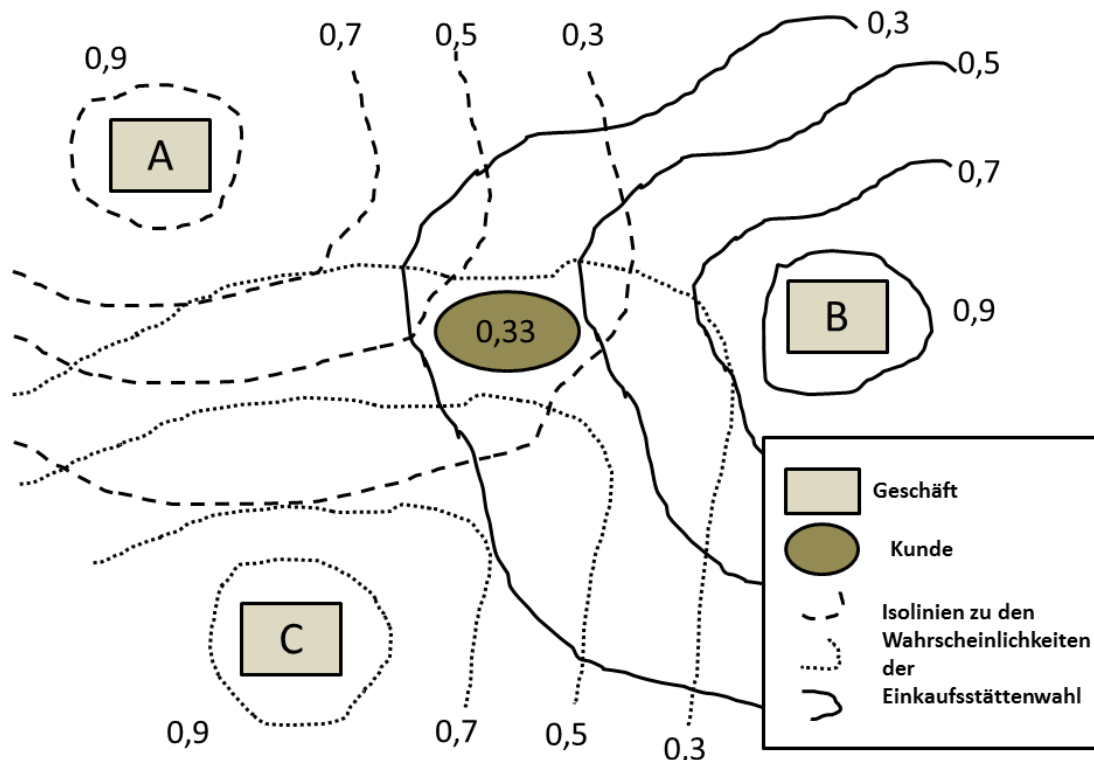 0,9
0,7
0,5
0,3
0,3
0,5
0,7
A
0,33
B
0,9
C
0,9
0,7
0,5
0,3
Geschäft
Kunde
Isolinien zu den
Wahrscheinlichkeiten
der
Einkaufsstättenwahl